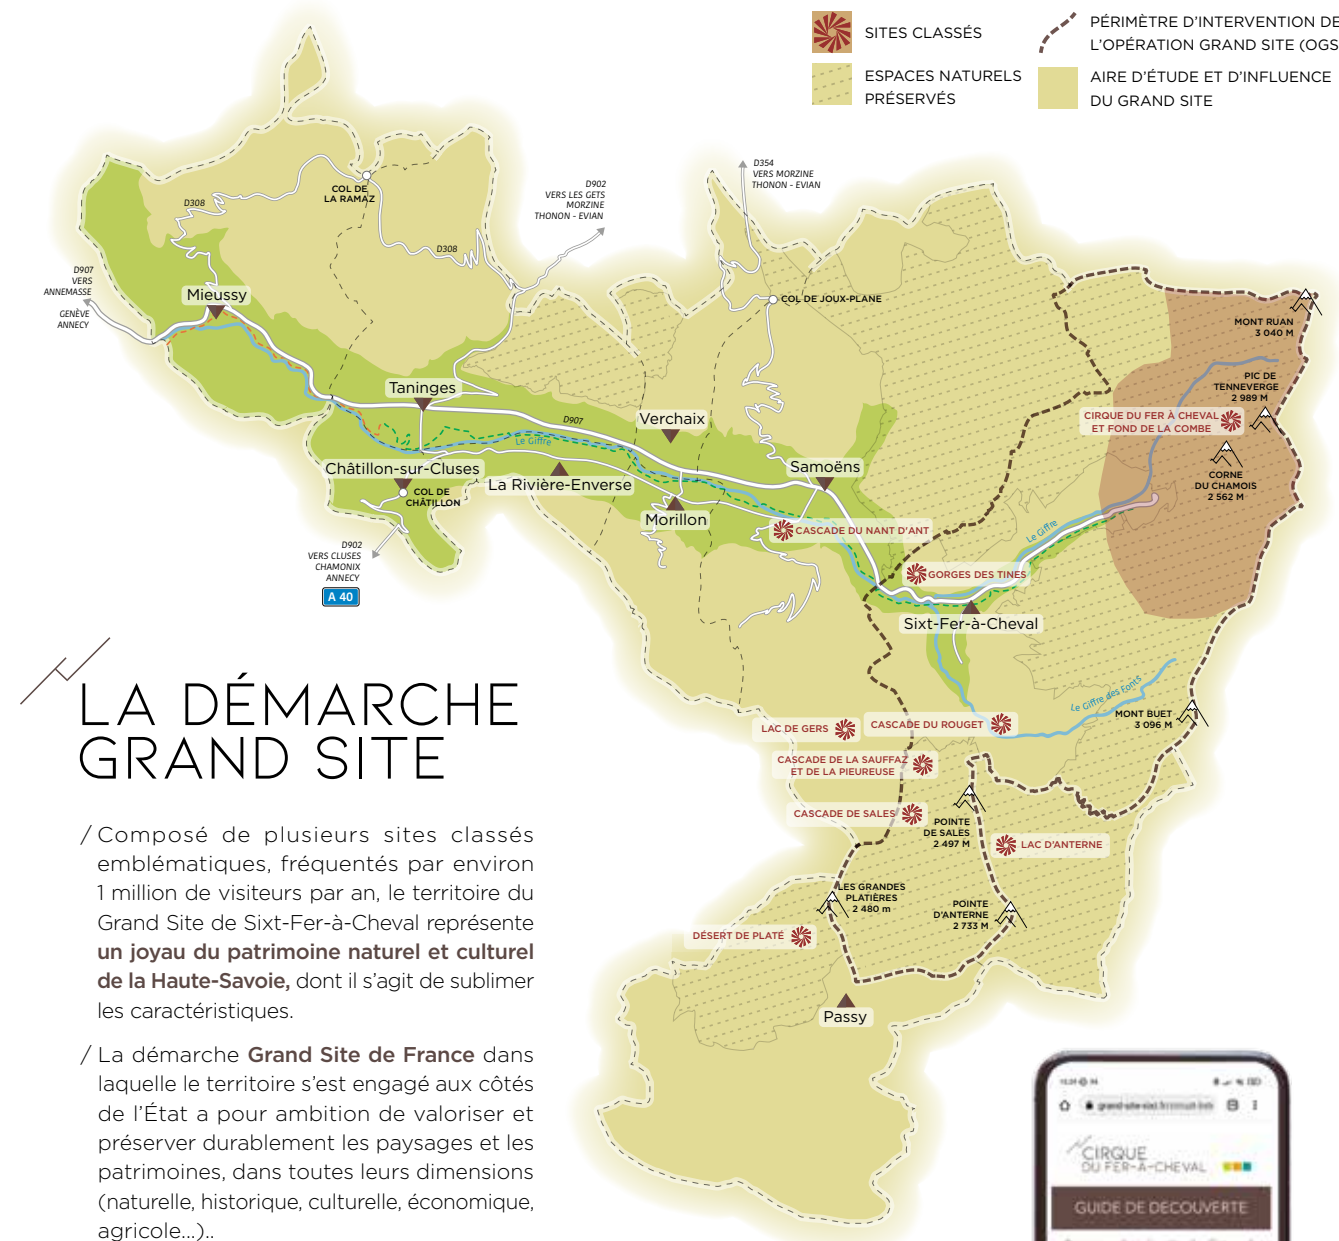 SITES CLASSÉS
PÉRIMÈTRE D'INTERVENTION DE
L'OPÉRATION GRAND SITE (OGS
ESPACES NATURELS
PRÉSERVÉS
AIRE D'ÉTUDE ET D'INFLUENCE
DU GRAND SITE
D354
VERS MORZINE
THONON - EVIAN
D902
VERS LES GETS
MORZINE
THONON - EVIAN
COL DE
LA RAMAZ
D308
D308
D907
VERS
ANNEMASSE
GENÈVE
ANNECY
Mieussy
COL DE JOUX-PLANE
MONT RUAN
3 040 M
PIC DE
TENNEVERGE
2 989 M
Taninges
D907
Verchaix
CIRQUE DU FER À CHEVAL
ET FOND DE LA COMBE
Le Giffre
Châtillon-sur-Cluses
COL DE
CHÂTILLON
La Rivière-Enverse
Samoëns
CORNE
DU CHAMOIS
2 562 M
Morillon
CASCADE DU NANT D'ANT
Le Giffre
D902
VERS CLUSES
CHAMONIX
ANNECY
A 40
GORGES DES TINES
Sixt-Fer-à-Cheval
Le Giffre des Fonts
MONT BUET
3 096 M
LAC DE GERS
CASCADE DU ROUGET
CASCADE DE LA SAUFFAZ
ET DE LA PIEUREUSE
CASCADE DE SALES
POINTE
DE SALES
2 497 M
LAC D'ANTERNE
LES GRANDES
PLATIÈRES
2 480 m
POINTE
D'ANTERNE
2 733 M
DÉSERT DE PLATÉ
Passy
LA DÉMARCHE
GRAND SITE
/ Composé de plusieurs sites classés
emblématiques, fréquentés par environ
1 million de visiteurs par an, le territoire du
Grand Site de Sixt-Fer-à-Cheval représente
un joyau du patrimoine naturel et culturel
de la Haute-Savoie, dont il s'agit de sublimer
les caractéristiques.
/ La démarche Grand Site de France dans
laquelle le territoire s'est engagé aux côtés
de l'État a pour ambition de valoriser et
préserver durablement les paysages et les
patrimoines, dans toutes leurs dimensions
(naturelle, historique, culturelle, économique,
agricole...)..
CIRQUE
DU FER-À-CHEVAL
GUIDE DE DECOUVERTE